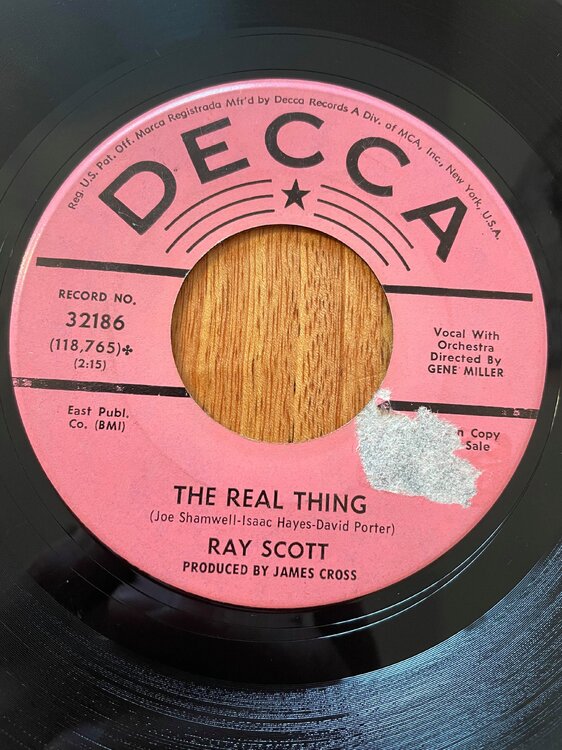 Reg. U.S. Pat. Off. Marca Registrada Mfr'd by Decca Records A Div. of MCA, Inc., New York, U.S.A.
DECCA
RECORD NO.
32186
(118,765)✤
(2:15)
Vocal With
Orchestra
Directed By
GENE MILLER
East Publ.
Co. (BMI)
Copy
Sale
THE REAL THING
(Joe Shamwell-Isaac Hayes-David Porter)
RAY SCOTT
PRODUCED BY JAMES CROSS